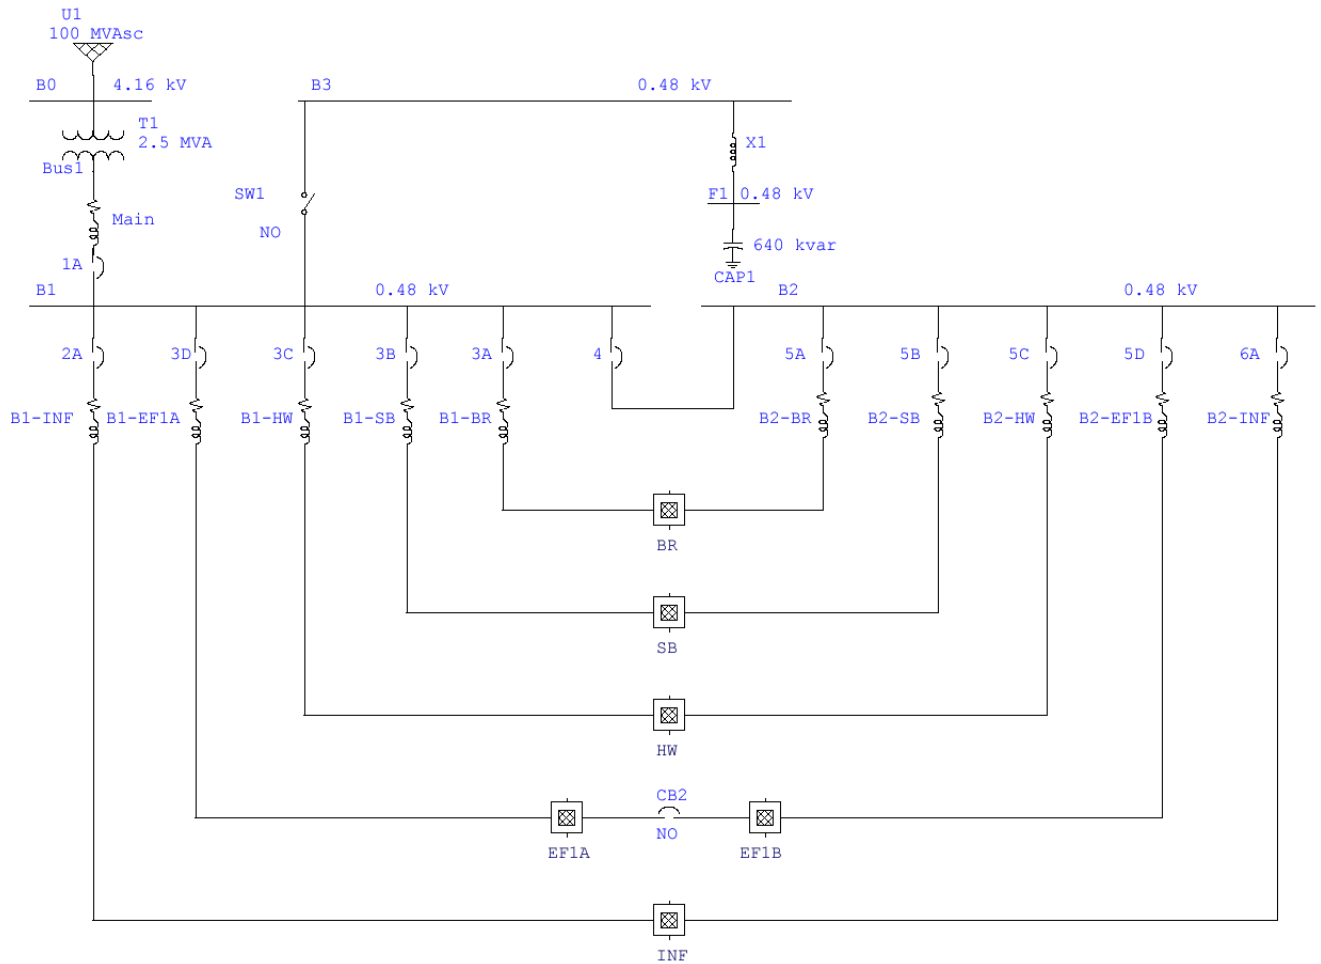 U1
100 MVAsc
B0 4.16 kV
B3 0.48 kV
T1
2.5 MVA
X1
Bus1
SW1
F1 0.48 kV
Main
NO
640 kvar
1A
CAP1
B1 0.48 kV
B2 0.48 kV
2A 3D 3C 3B 3A 4 5A 5B 5C 5D 6A
B1-INF B1-EF1A B1-HW B1-SB B1-BR B2-BR B2-SB B2-HW B2-EF1B B2-INF
BR
SB
HW
CB2
NO
EF1A EF1B
INF